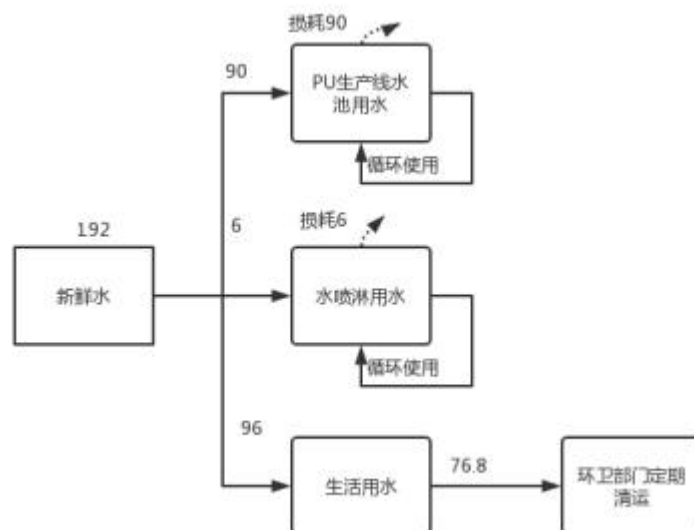 损耗90
90
PU生产线水
池用水
循环使用
192
6
损耗6
新鲜水
水喷淋用水
循环使用
96
76.8
生活用水
环卫部门定期
清运